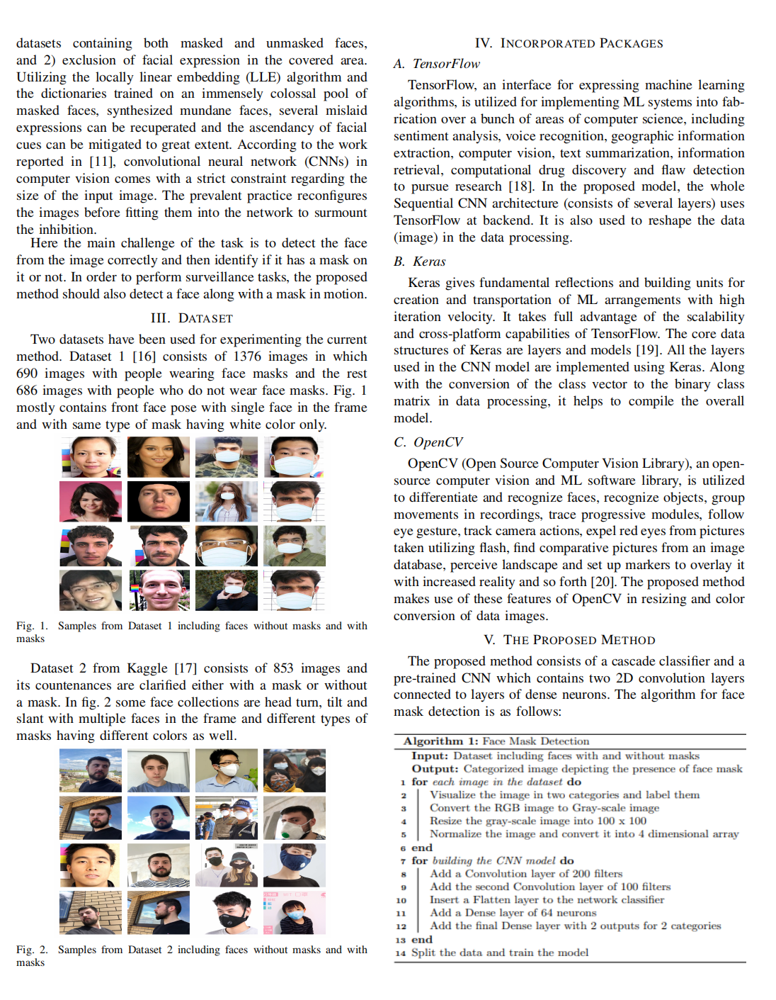 datasets containing both masked and unmasked faces,
and 2) exclusion of facial expression in the covered area.
Utilizing the locally linear embedding (LLE) algorithm and
the dictionaries trained on an immensely colossal pool of
masked faces, synthesized mundane faces, several mislaid
expressions can be recuperated and the ascendancy of facial
cues can be mitigated to great extent. According to the work
reported in [11], convolutional neural network (CNNs) in
computer vision comes with a strict constraint regarding the
size of the input image. The prevalent practice reconfigures
the images before fitting them into the network to surmount
the inhibition.
Here the main challenge of the task is to detect the face
from the image correctly and then identify if it has a mask on
it or not. In order to perform surveillance tasks, the proposed
method should also detect a face along with a mask in motion.
III. DATASET
Two datasets have been used for experimenting the current
method. Dataset 1 [16] consists of 1376 images in which
690 images with people wearing face masks and the rest
686 images with people who do not wear face masks. Fig. 1
mostly contains front face pose with single face in the frame
and with same type of mask having white color only.
Fig. 1. Samples from Dataset 1 including faces without masks and with
masks
Dataset 2 from Kaggle [17] consists of 853 images and
its countenances are clarified either with a mask or without
a mask. In fig. 2 some face collections are head turn, tilt and
slant with multiple faces in the frame and different types of
masks having different colors as well.
Fig. 2. Samples from Dataset 2 including faces without masks and with
masks
IV. INCORPORATED PACKAGES
A. TensorFlow
TensorFlow, an interface for expressing machine learning
algorithms, is utilized for implementing ML systems into fab-
rication over a bunch of areas of computer science, including
sentiment analysis, voice recognition, geographic information
extraction, computer vision, text summarization, information
retrieval, computational drug discovery and flaw detection
to pursue research [18]. In the proposed model, the whole
Sequential CNN architecture (consists of several layers) uses
TensorFlow at backend. It is also used to reshape the data
(image) in the data processing.
B. Keras
Keras gives fundamental reflections and building units for
creation and transportation of ML arrangements with high
iteration velocity. It takes full advantage of the scalability
and cross-platform capabilities of TensorFlow. The core data
structures of Keras are layers and models [19]. All the layers
used in the CNN model are implemented using Keras. Along
with the conversion of the class vector to the binary class
matrix in data processing, it helps to compile the overall
model.
C. OpenCV
OpenCV (Open Source Computer Vision Library), an open-
source computer vision and ML software library, is utilized
to differentiate and recognize faces, recognize objects, group
movements in recordings, trace progressive modules, follow
eye gesture, track camera actions, expel red eyes from pictures
taken utilizing flash, find comparative pictures from an image
database, perceive landscape and set up markers to overlay it
with increased reality and so forth [20]. The proposed method
makes use of these features of OpenCV in resizing and color
conversion of data images.
V. THE PROPOSED METHOD
The proposed method consists of a cascade classifier and a
pre-trained CNN which contains two 2D convolution layers
connected to layers of dense neurons. The algorithm for face
mask detection is as follows:
Algorithm 1: Face Mask Detection
Input: Dataset including faces with and without masks
Output: Categorized image depicting the presence of face mask
1 for each image in the dataset do
2 Visualize the image in two categories and label them
3 Convert the RGB image to Gray-scale image
4 Resize the gray-scale image into 100 x 100
5 Normalize the image and convert it into 4 dimensional array
6 end
7 for building the CNN model do
8 Add a Convolution layer of 200 filters
9 Add the second Convolution layer of 100 filters
10 Insert a Flatten layer to the network classifier
11 Add a Dense layer of 64 neurons
12 Add the final Dense layer with 2 outputs for 2 categories
13 end
14 Split the data and train the model